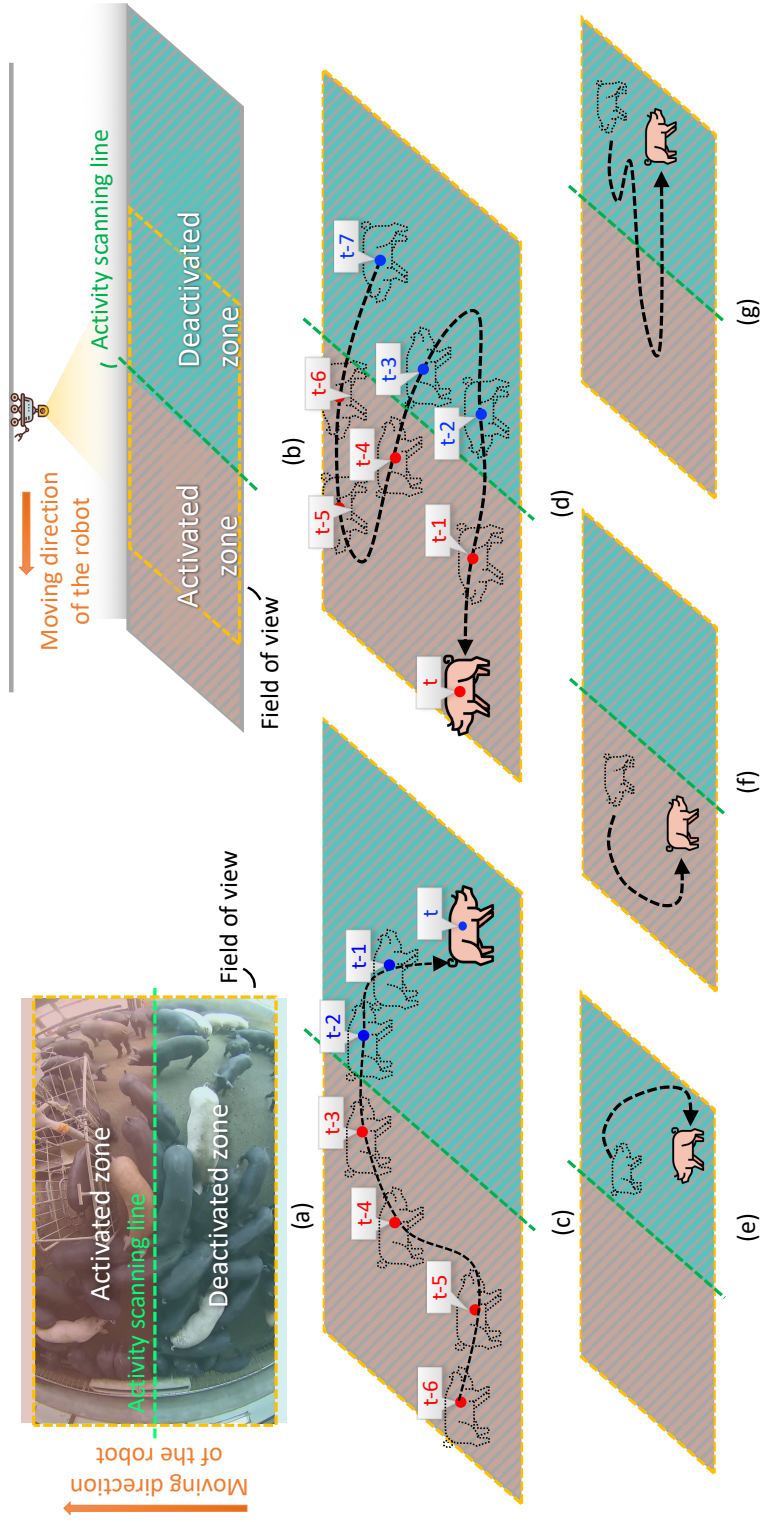 Moving direction
of the robot
Activated zone
Activity scanning line
Deactivated zone
Field of view
(a)
Moving direction
of the robot
Activity scanning line
Activated
zone
Deactivated
zone
Field of view
(b)
t-6
t-5
t-4
t-3
t-2
t-1
t
(c)
t-7
t-6
t-5
t-4
t-3
t-2
t-1
t
(d)
(e)
(f)
(g)